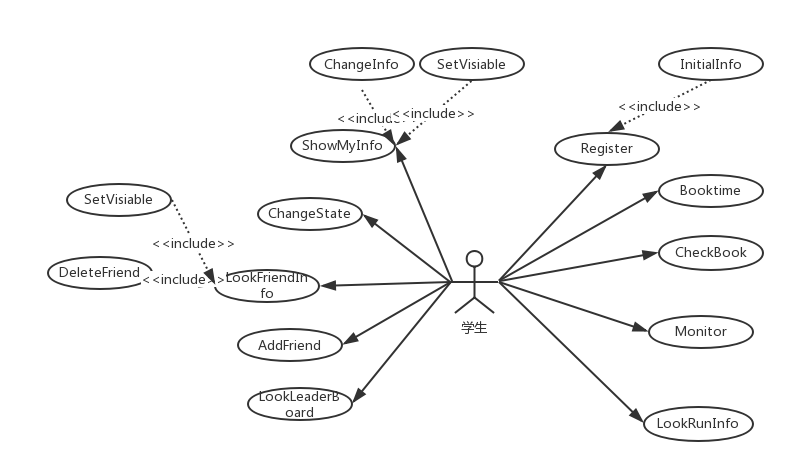 ChangeInfo
SetVisiable
InitialInfo
<<include>>
<<include>>
<<include>>
ShowMyInfo
Register
SetVisiable
Booktime
ChangeState
<<include>>
CheckBook
DeleteFriend
<<include>>
LookFriendIn
fo
学生
Monitor
AddFriend
LookLeaderB
oard
LookRunInfo